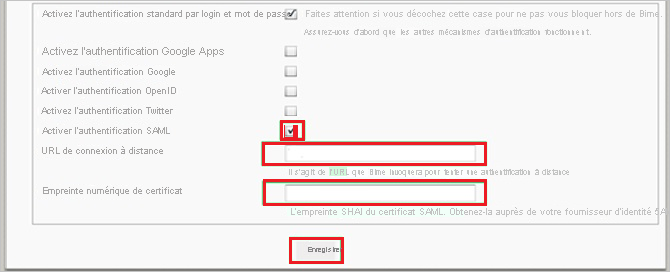 Activez l'authentification standard par login et mot de pass Faites attention si vous décochez cette case pour ne pas vous bloquer hors de Bime.
Assurez-vous d'abord que les autres mécanismes d'authentification fonctionnent.
Activez l'authentification Google Apps
Activez l'authentification Google
Activer l'authentification OpenID
Activez l'authentification Twitter
Activer l'authentification SAML
URL de connexion à distance
Il s'agit de l'URL que Bime invoquera pour tenter une authentification à distance
Empreinte numérique de certificat
L'empreinte SHAI du certificat SAML. Obtenez-la auprès de votre fournisseur d'identité SA
Enregistrer